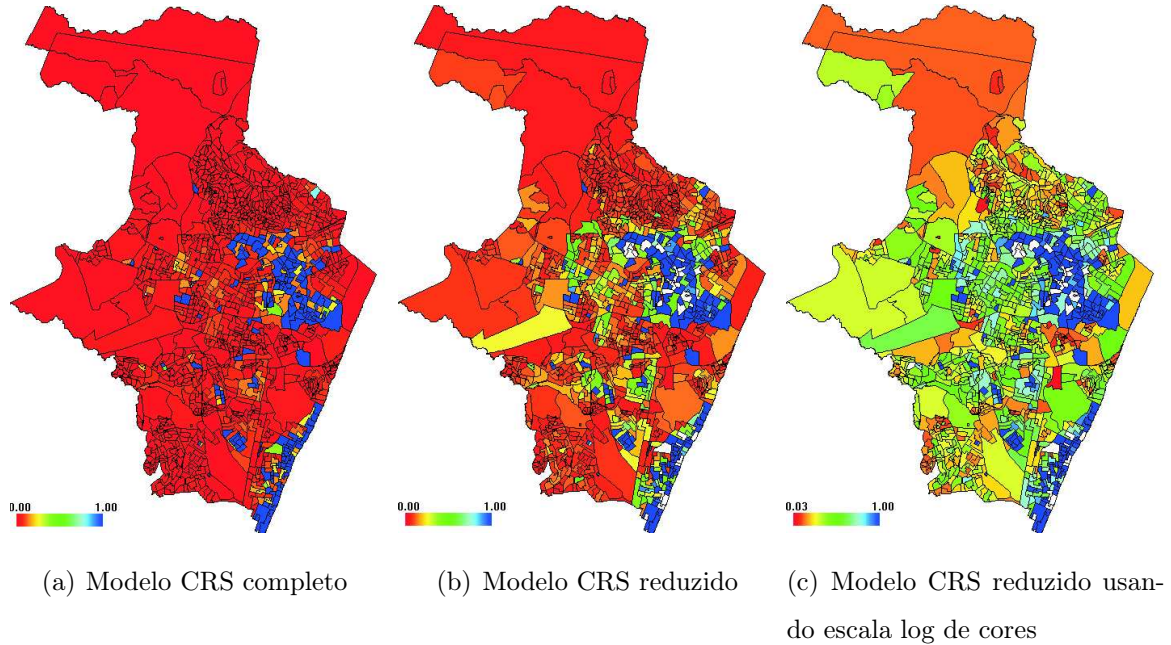 0.00 1.00
0.00 1.00
0.03 1.00
(a) Modelo CRS completo
(b) Modelo CRS reduzido
(c) Modelo CRS reduzido usan-
do escala log de cores